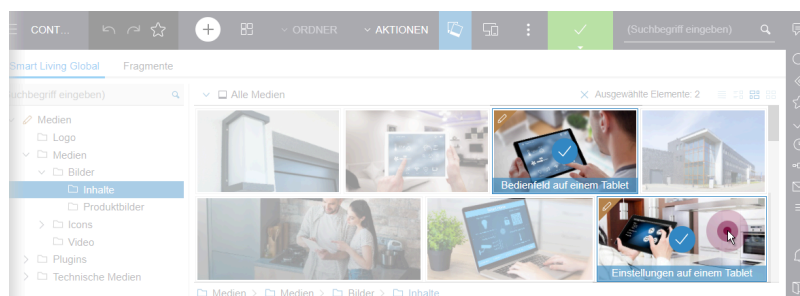 CONT...
ORDNER
AKTIONEN
(Suchbegriff eingeben)
Smart Living Global
Fragmente
uchbegriff eingeben)
Alle Medien
Ausgewählte Elemente: 2
Medien
Logo
Medien
Bilder
Inhalte
Produktbilder
Icons
Video
Plugins
Technische Medien
Bedienfeld auf einem Tablet
Einstellungen auf einem Tablet
Medien > Medien > Bilder > Inhalte